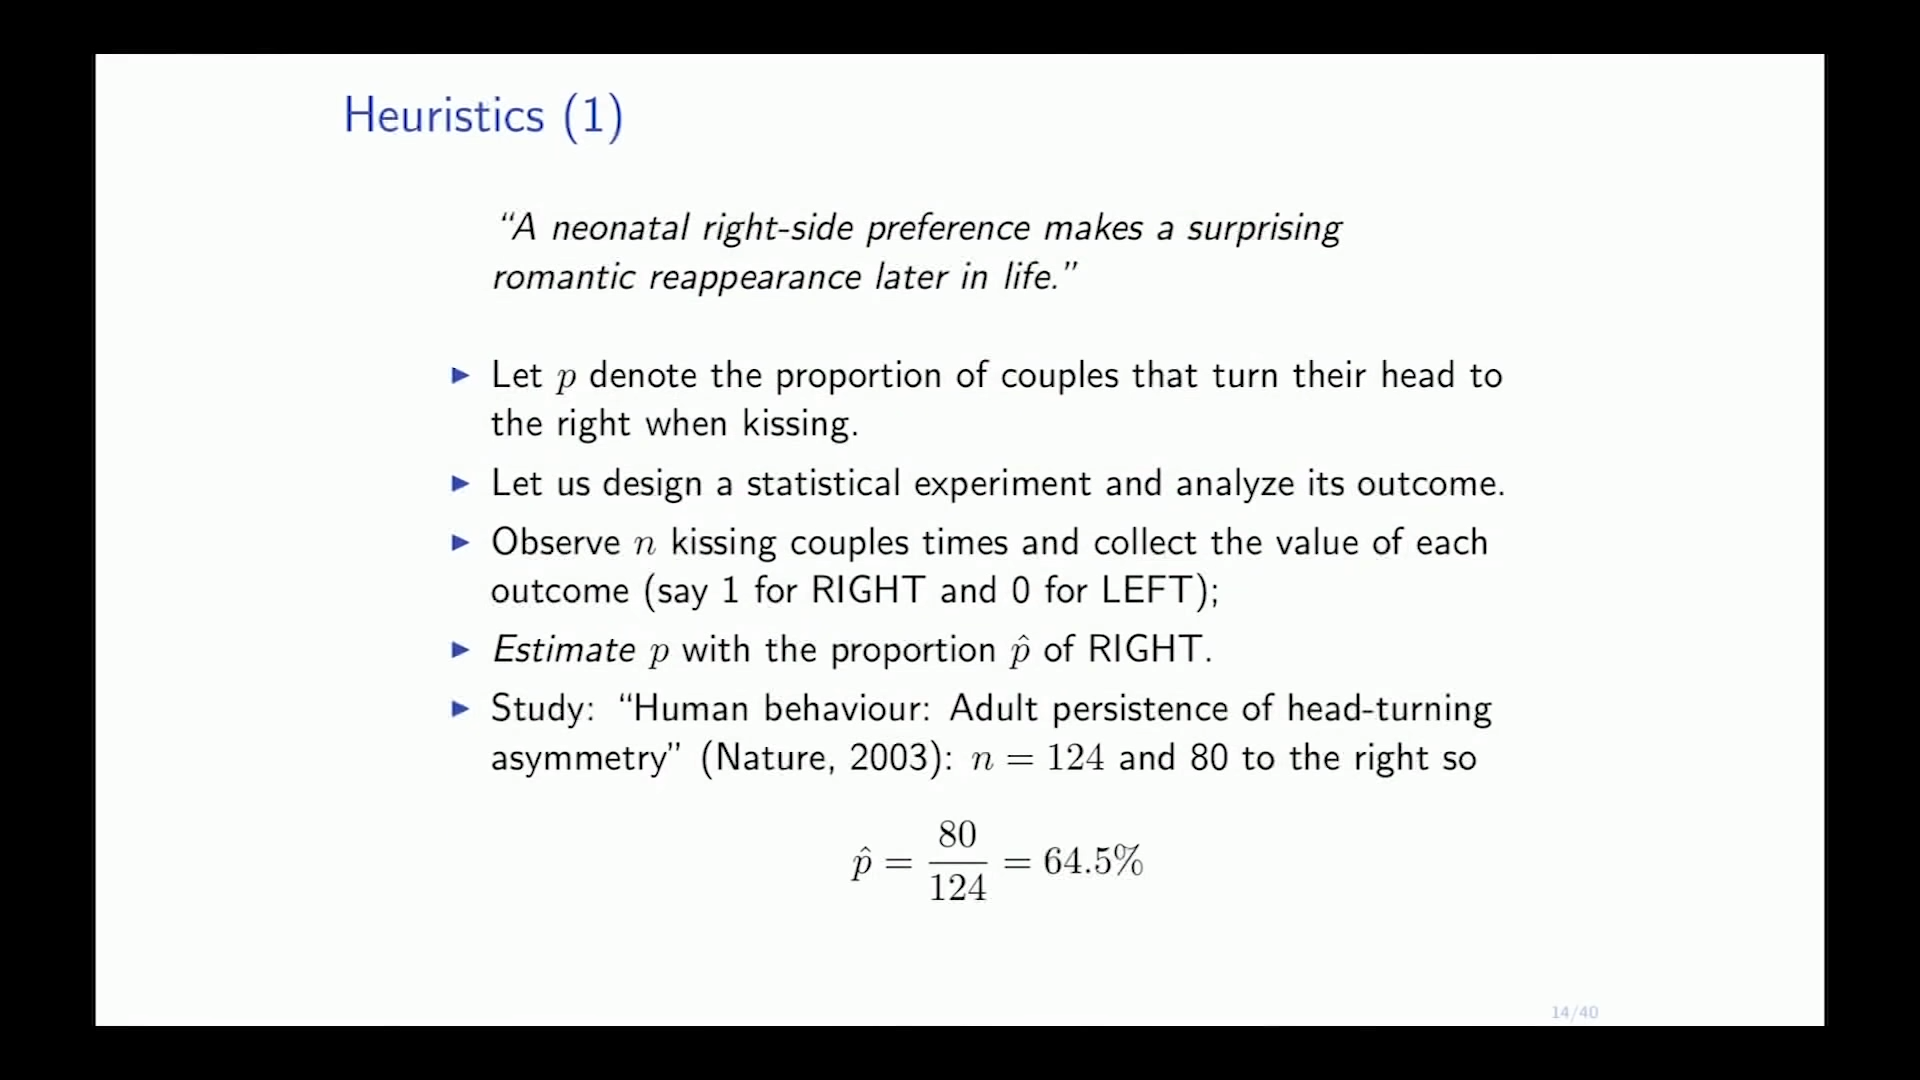 Heuristics (1)
“A neonatal right-side preference makes a surprising
romantic reappearance later in life.”
▶ Let p denote the proportion of couples that turn their head to
the right when kissing.
▶ Let us design a statistical experiment and analyze its outcome.
▶ Observe n kissing couples times and collect the value of each
outcome (say 1 for RIGHT and 0 for LEFT);
▶ Estimate p with the proportion p̂ of RIGHT.
▶ Study: “Human behaviour: Adult persistence of head-turning
asymmetry” (Nature, 2003): n = 124 and 80 to the right so
p̂ = 80/124 = 64.5%
14/40